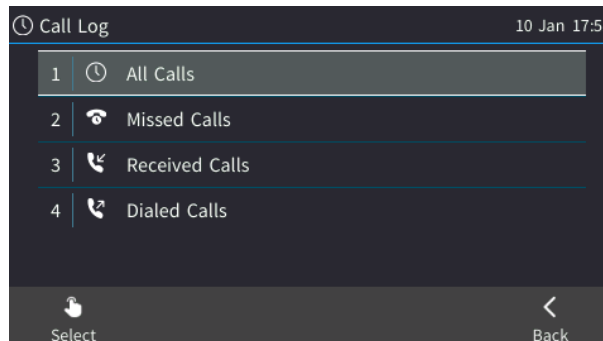 Call Log 10 Jan 17:5
1 All Calls
2 Missed Calls
3 Received Calls
4 Dialed Calls
Select Back